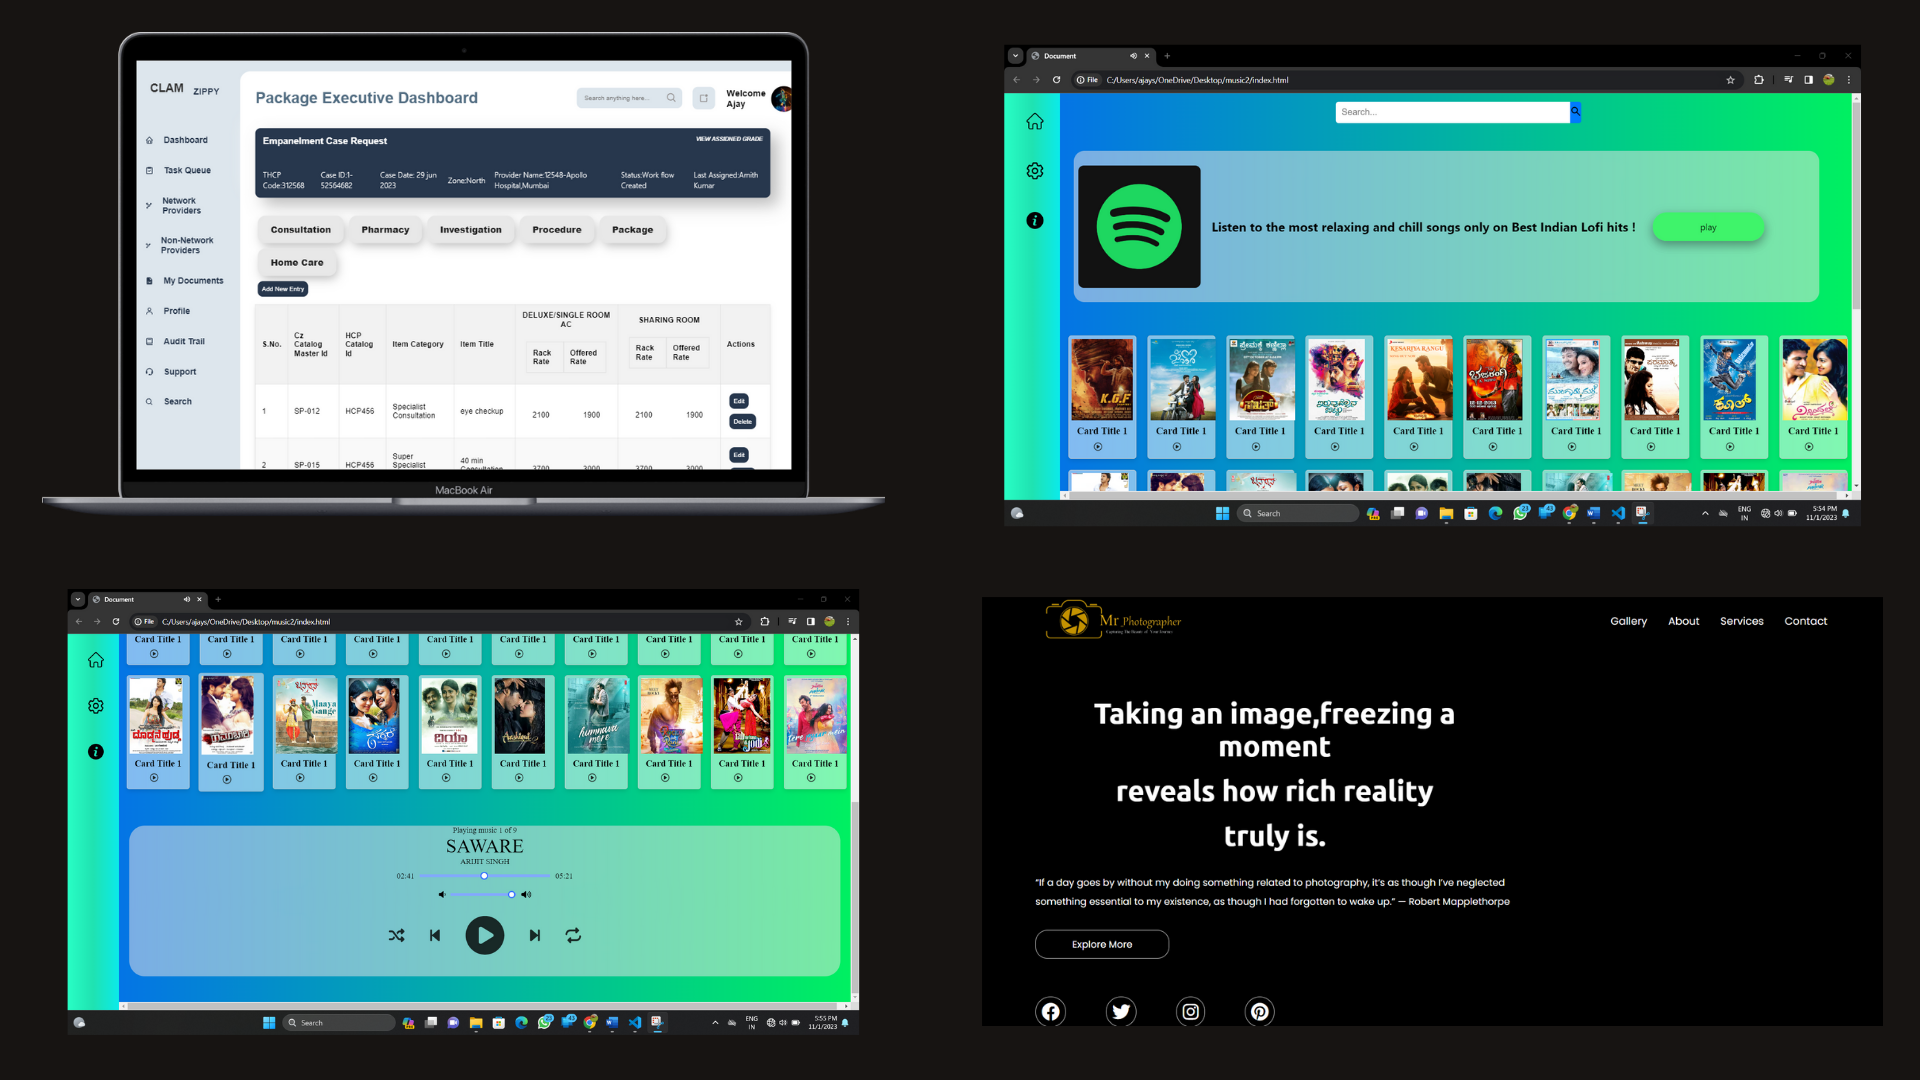 CLAM ZIPPY
Dashboard
Task Queue
Network
Providers
Non-Network
Providers
My Documents
Profile
Audit Trail
Support
Search
Package Executive Dashboard
Search anything here...
Welcome
Ajay
Empanelment Case Request
VIEW ASSIGNED GRADE
THCP
Code:312568
Case ID:1-
52564682
Case Date: 29 jun
2023
Zone:North
Provider Name:12548-Apollo
Hospital,Mumbai
Status:Work flow
Created
Last Assigned:Amith
Kumar
Consultation
Pharmacy
Investigation
Procedure
Package
Home Care
Add New Entry
S.No.
Cz
Catalog
Master Id
HCP
Catalog
Id
Item Category
Item Title
DELUXE/SINGLE ROOM
AC
Rack
Rate
Offered
Rate
SHARING ROOM
Rack
Rate
Offered
Rate
Actions
1
SP-012
HCP456
Specialist
Consultation
eye checkup
2100
1900
2100
1900
Edit
Delete
2
SP-015
HCP456
Super
Specialist
40 min
Consultation
3700
3000
3700
3000
Edit
MacBook Air
Document
File C:/Users/ajays/OneDrive/Desktop/music2/index.html
Search...
Listen to the most relaxing and chill songs only on Best Indian Lofi hits !
play
K.G.F
KESARIYA RANGU
Card Title 1
Card Title 1
Card Title 1
Card Title 1
Card Title 1
Card Title 1
Card Title 1
Card Title 1
Card Title 1
Card Title 1
Search
ENG
IN
5:54 PM
11/1/2023
Document
File C:/Users/ajays/OneDrive/Desktop/music2/index.html
Card Title 1
Card Title 1
Card Title 1
Card Title 1
Card Title 1
Card Title 1
Card Title 1
Card Title 1
Card Title 1
Card Title 1
Maaya
Gange
ದಿಯಾ
Aashiqui
humnava
mere
Card Title 1
Card Title 1
Card Title 1
Card Title 1
Card Title 1
Card Title 1
Card Title 1
Card Title 1
Card Title 1
Card Title 1
Playing music 1 of 9
SAWARE
ARIJIT SINGH
02:41
05:21
Search
ENG
IN
5:55 PM
11/1/2023
Mr Photographer
Gallery
About
Services
Contact
Taking an image,freezing a
moment
reveals how rich reality
truly is.
"If a day goes by without my doing something related to photography, it's as though I've neglected
something essential to my existence, as though I had forgotten to wake up." — Robert Mapplethorpe
Explore More